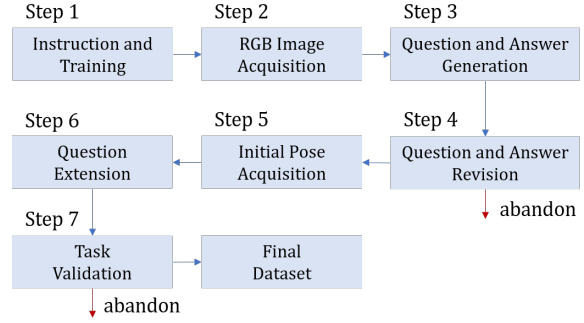 Step 1
Instruction and
Training
Step 2
RGB Image
Acquisition
Step 3
Question and Answer
Generation
Step 4
Question and Answer
Revision
abandon
Step 5
Initial Pose
Acquisition
Step 6
Question
Extension
Step 7
Task
Validation
abandon
Final
Dataset